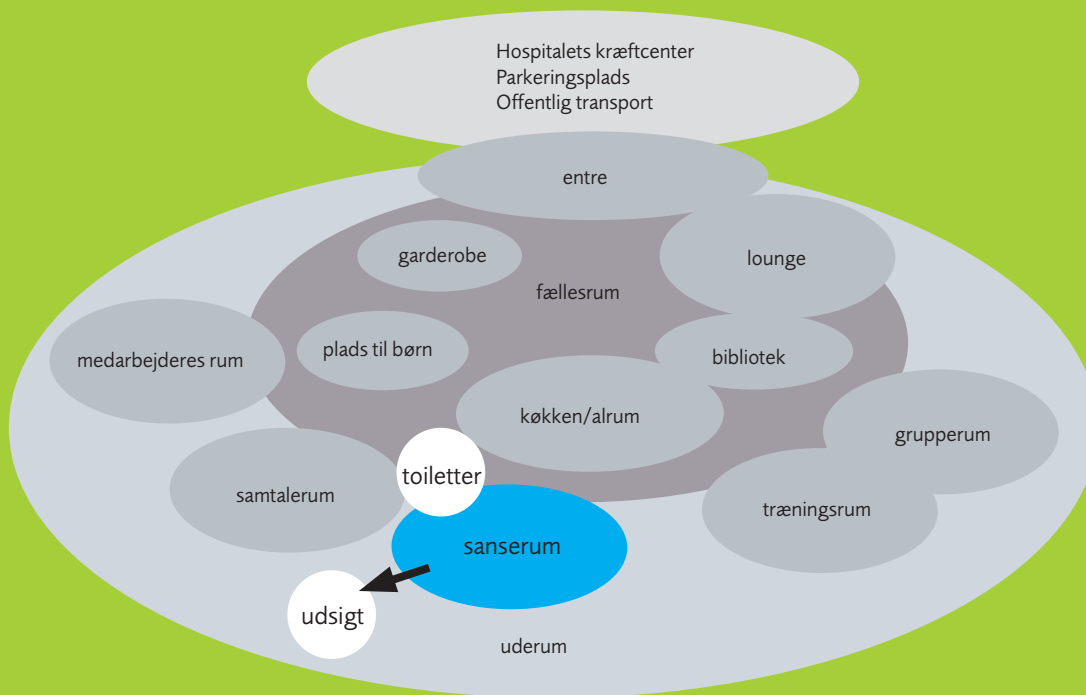 Hospitalets kræftcenter
Parkeringsplads
Offentlig transport
entre
garderobe
lounge
fællesrum
medarbejderes rum
plads til børn
bibliotek
køkken/alrum
grupperum
toiletter
samtalerum
træningsrum
sanserum
udsigt
uderum